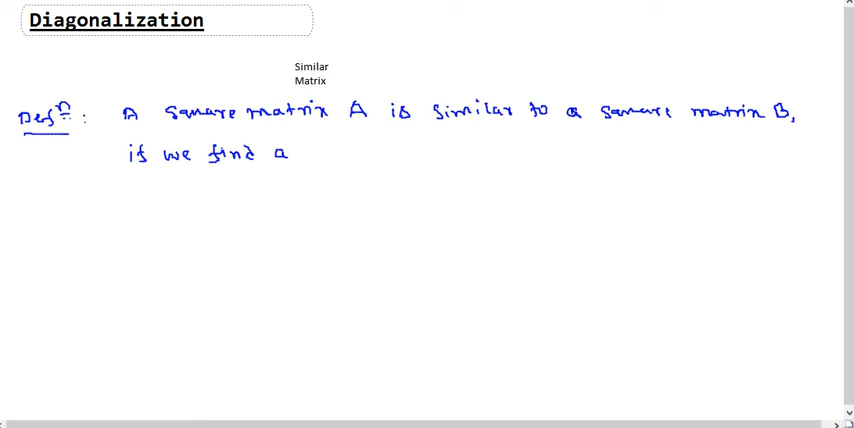 Diagonalization
Similar
Matrix
Defⁿ: A square matrix A is similar to a square matrix B,
if we find a